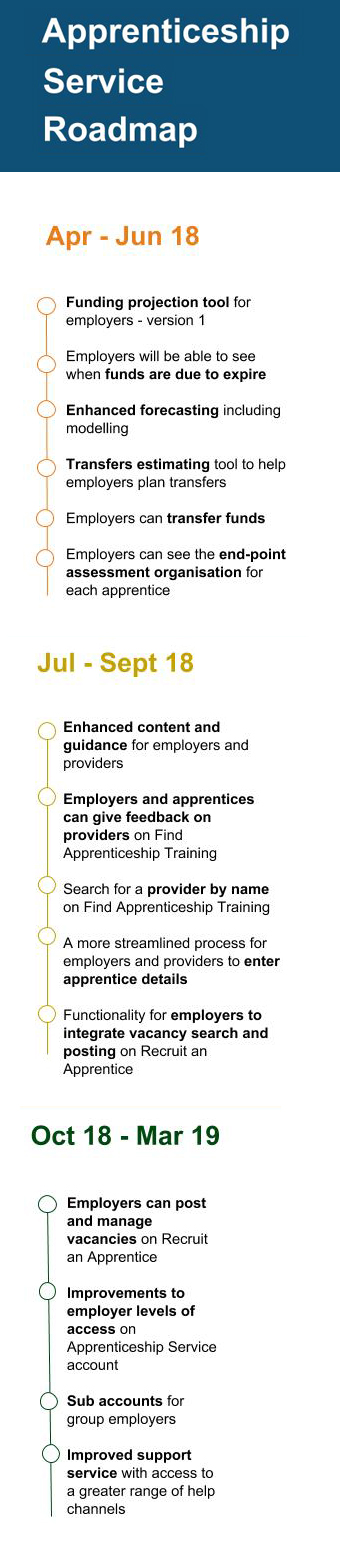 Apprenticeship
Service
Roadmap
Apr - Jun 18
Funding projection tool for
employers - version 1
Employers will be able to see
when funds are due to expire
Enhanced forecasting including
modelling
Transfers estimating tool to help
employers plan transfers
Employers can transfer funds
Employers can see the end-point
assessment organisation for
each apprentice
Jul - Sept 18
Enhanced content and
guidance for employers and
providers
Employers and apprentices
can give feedback on
providers on Find
Apprenticeship Training
Search for a provider by name
on Find Apprenticeship Training
A more streamlined process for
employers and providers to enter
apprentice details
Functionality for employers to
integrate vacancy search and
posting on Recruit an
Apprentice
Oct 18 - Mar 19
Employers can post
and manage
vacancies on Recruit
an Apprentice
Improvements to
employer levels of
access on
Apprenticeship Service
account
Sub accounts for
group employers
Improved support
service with access to
a greater range of help
channels